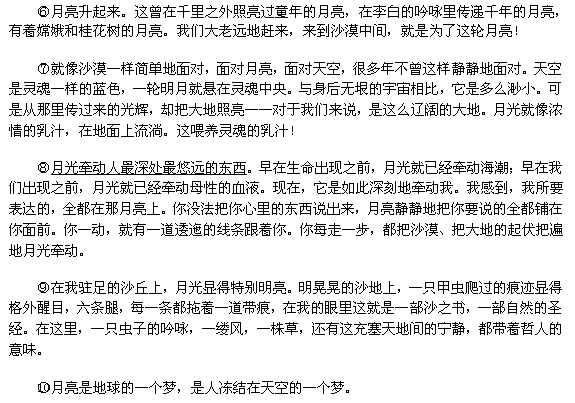 ⑥月亮升起来。这曾在千里之外照亮过童年的月亮，在李白的吟咏里传递千年的月亮，
有着嫦娥和桂花树的月亮。我们大老远地赶来，来到沙漠中间，就是为了这轮月亮！
⑦就像沙漠一样简单地面对，面对月亮，面对天空，很多年不曾这样静静地面对。天空
是灵魂一样的蓝色，一轮明月就悬在灵魂中央。与身后无垠的宇宙相比，它是多么渺小。可
是从那里传过来的光辉，却把大地照亮一一对于我们来说，是这么辽阔的大地。月光就像浓
情的乳汁，在地面上流淌。这喂养灵魂的乳汁！
⑧月光牵动人最深处最悠远的东西。早在生命出现之前，月光就已经牵动海潮；早在我
们出现之前，月光就已经牵动母性的血液。现在，它是如此深刻地牵动我。我感到，我所要
表达的，全都在那月亮上。你没法把你心里的东西说出来，月亮静静地把你要说的全都铺在
你面前。你一动，就有一道逶迤的线条跟着你。你每走一步，都把沙漠、把大地的起伏把遍
地月光牵动。
⑨在我驻足的沙丘上，月光显得特别明亮。明晃晃的沙地上，一只甲虫爬过的痕迹显得
格外醒目，六条腿，每一条都拖着一道带痕，在我的眼里这就是一部沙之书，一部自然的圣
经。在这里，一只虫子的吟咏，一缕风，一株草，还有这充塞天地间的宁静，都带着哲人的
意味。
⑩月亮是地球的一个梦，是人冻结在天空的一个梦。